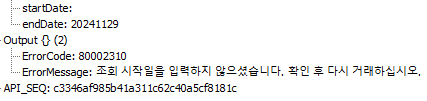 startDate:
endDate: 20241129
Output {} (2)
ErrorCode: 80002310
ErrorMessage: 조회 시작일을 입력하지 않으셨습니다. 확인 후 다시 거래하십시오.
API_SEQ: c3346af985b41a311c62c40a5cf8181c